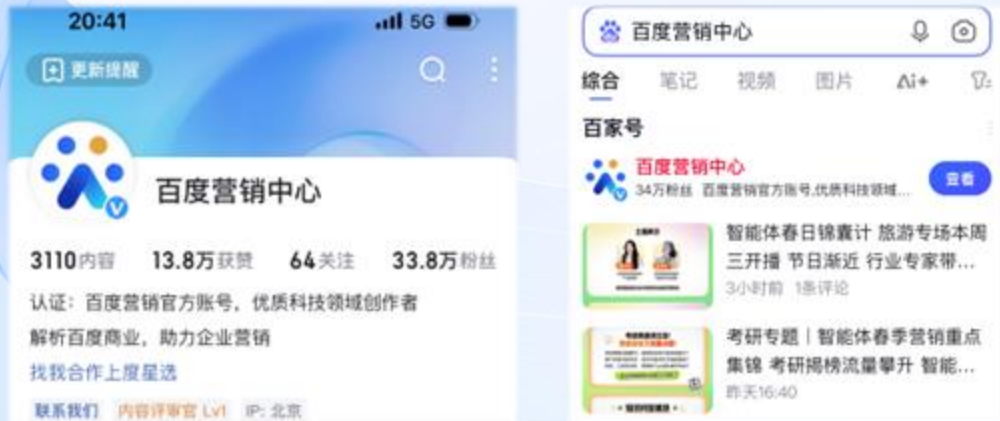 20:41
5G
更新提醒
百度营销中心
3110内容 13.8万获赞 64关注 33.8万粉丝
认证：百度营销官方账号，优质科技领域创作者
解析百度商业，助力企业营销
找我合作上度星选
联系我们 内容评审官 Lv1 IP: 北京
百度营销中心
综合 笔记 视频 图片 Ai+
百家号
百度营销中心
34万粉丝 百度营销官方账号,优质科技领域...
查看
智能体春日锦囊计 旅游专场本周
三开播 节日渐近 行业专家带...
3小时前 1条评论
考研专题｜智能体春季营销重点
集锦 考研揭榜流量攀升 智能...
昨天16:40